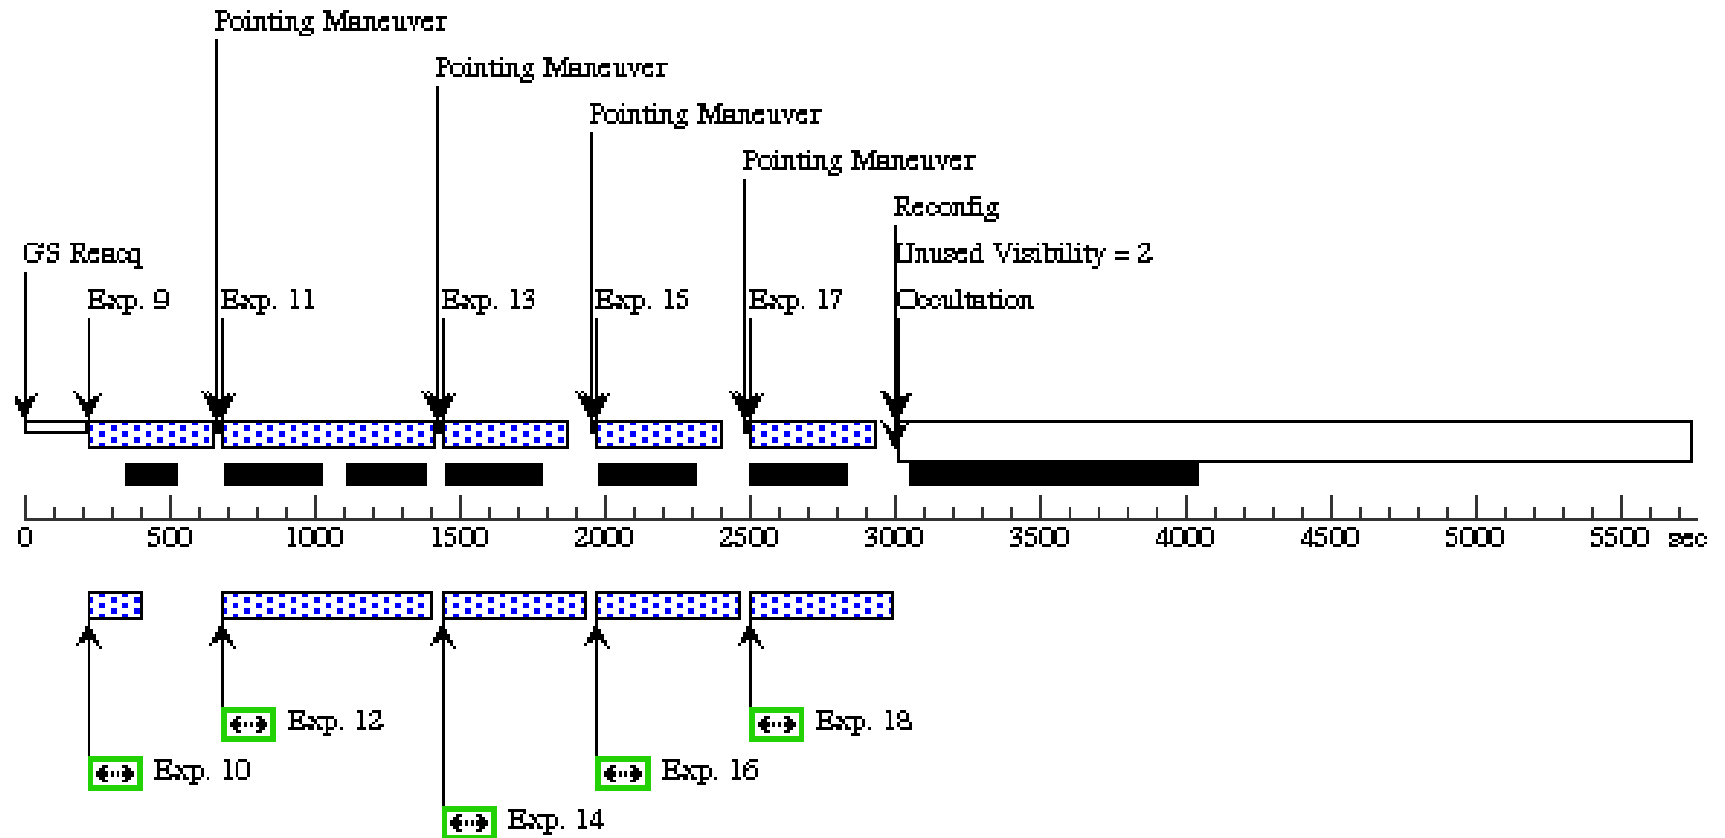 Pointing Maneuver
Pointing Maneuver
Pointing Maneuver
Pointing Maneuver
Reconfig
GS Reacq
Unused Visibility = 2
Exp. 9
Exp. 11
Exp. 13
Exp. 15
Exp. 17
Occultation
0 500 1000 1500 2000 2500 3000 3500 4000 4500 5000 5500 sec
Exp. 12
Exp. 18
Exp. 10
Exp. 16
Exp. 14